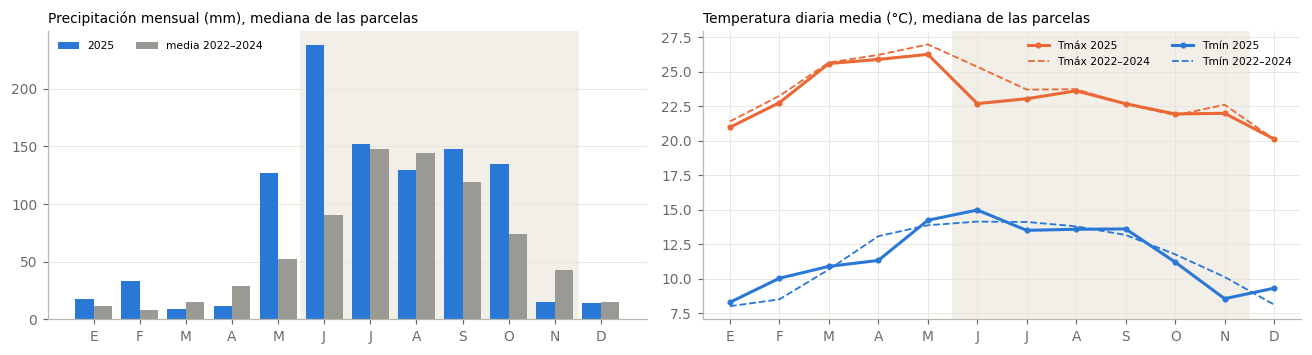 Precipitación mensual (mm), mediana de las parcelas
2025
media 2022–2024
200
150
100
50
0
E F M A M J J A S O N D
Temperatura diaria media (°C), mediana de las parcelas
Tmáx 2025
Tmáx 2022–2024
Tmín 2025
Tmín 2022–2024
27.5
25.0
22.5
20.0
17.5
15.0
12.5
10.0
7.5
E F M A M J J A S O N D